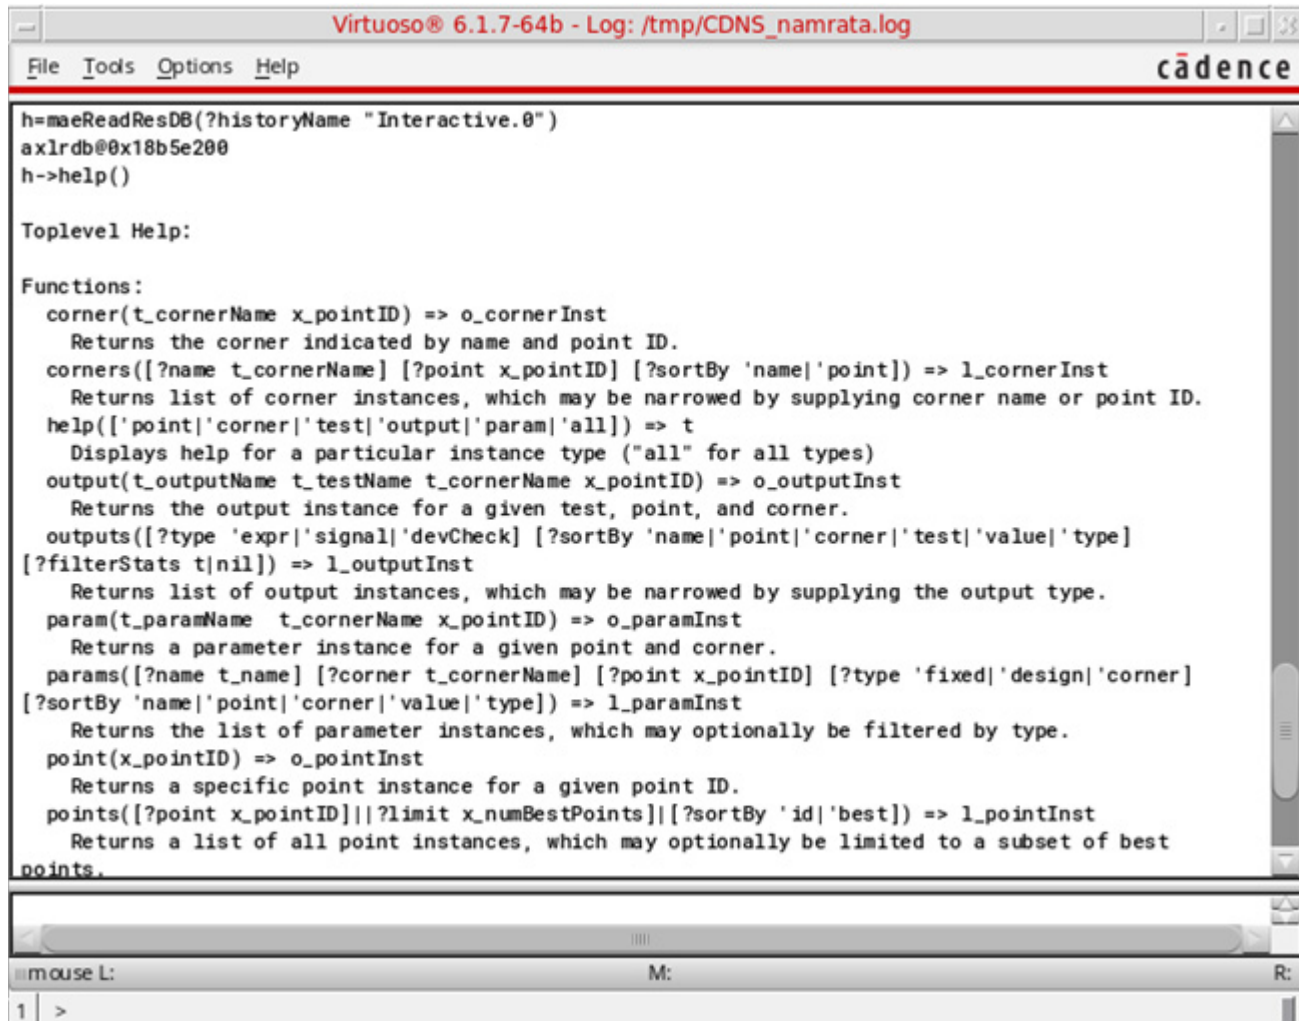 Virtuoso® 6.1.7-64b - Log: /tmp/CDNS_namrata.log
File Tools Options Help
cādence
h=maeReadResDB(?historyName "Interactive.0")
axlrdb@0x18b5e200
h->help()
Toplevel Help:
Functions:
corner(t_cornerName x_pointID) => o_cornerInst
Returns the corner indicated by name and point ID.
corners([?name t_cornerName] [?point x_pointID] [?sortBy 'name|'point]) => l_cornerInst
Returns list of corner instances, which may be narrowed by supplying corner name or point ID.
help(['point|'corner|'test|'output|'param|'all]) => t
Displays help for a particular instance type ("all" for all types)
output(t_outputName t_testName t_cornerName x_pointID) => o_outputInst
Returns the output instance for a given test, point, and corner.
outputs([?type 'expr|'signal|'devCheck] [?sortBy 'name|'point|'corner|'test|'value|'type]
[?filterStats t|nil]) => l_outputInst
Returns list of output instances, which may be narrowed by supplying the output type.
param(t_paramName  t_cornerName x_pointID) => o_paramInst
Returns a parameter instance for a given point and corner.
params([?name t_name] [?corner t_cornerName] [?point x_pointID] [?type 'fixed|'design|'corner]
[?sortBy 'name|'point|'corner|'value|'type]) => l_paramInst
Returns the list of parameter instances, which may optionally be filtered by type.
point(x_pointID) => o_pointInst
Returns a specific point instance for a given point ID.
points([?point x_pointID]||?limit x_numBestPoints]|[?sortBy 'id|'best]) => l_pointInst
Returns a list of all point instances, which may optionally be limited to a subset of best
points.
mouse L: M: R:
1 >